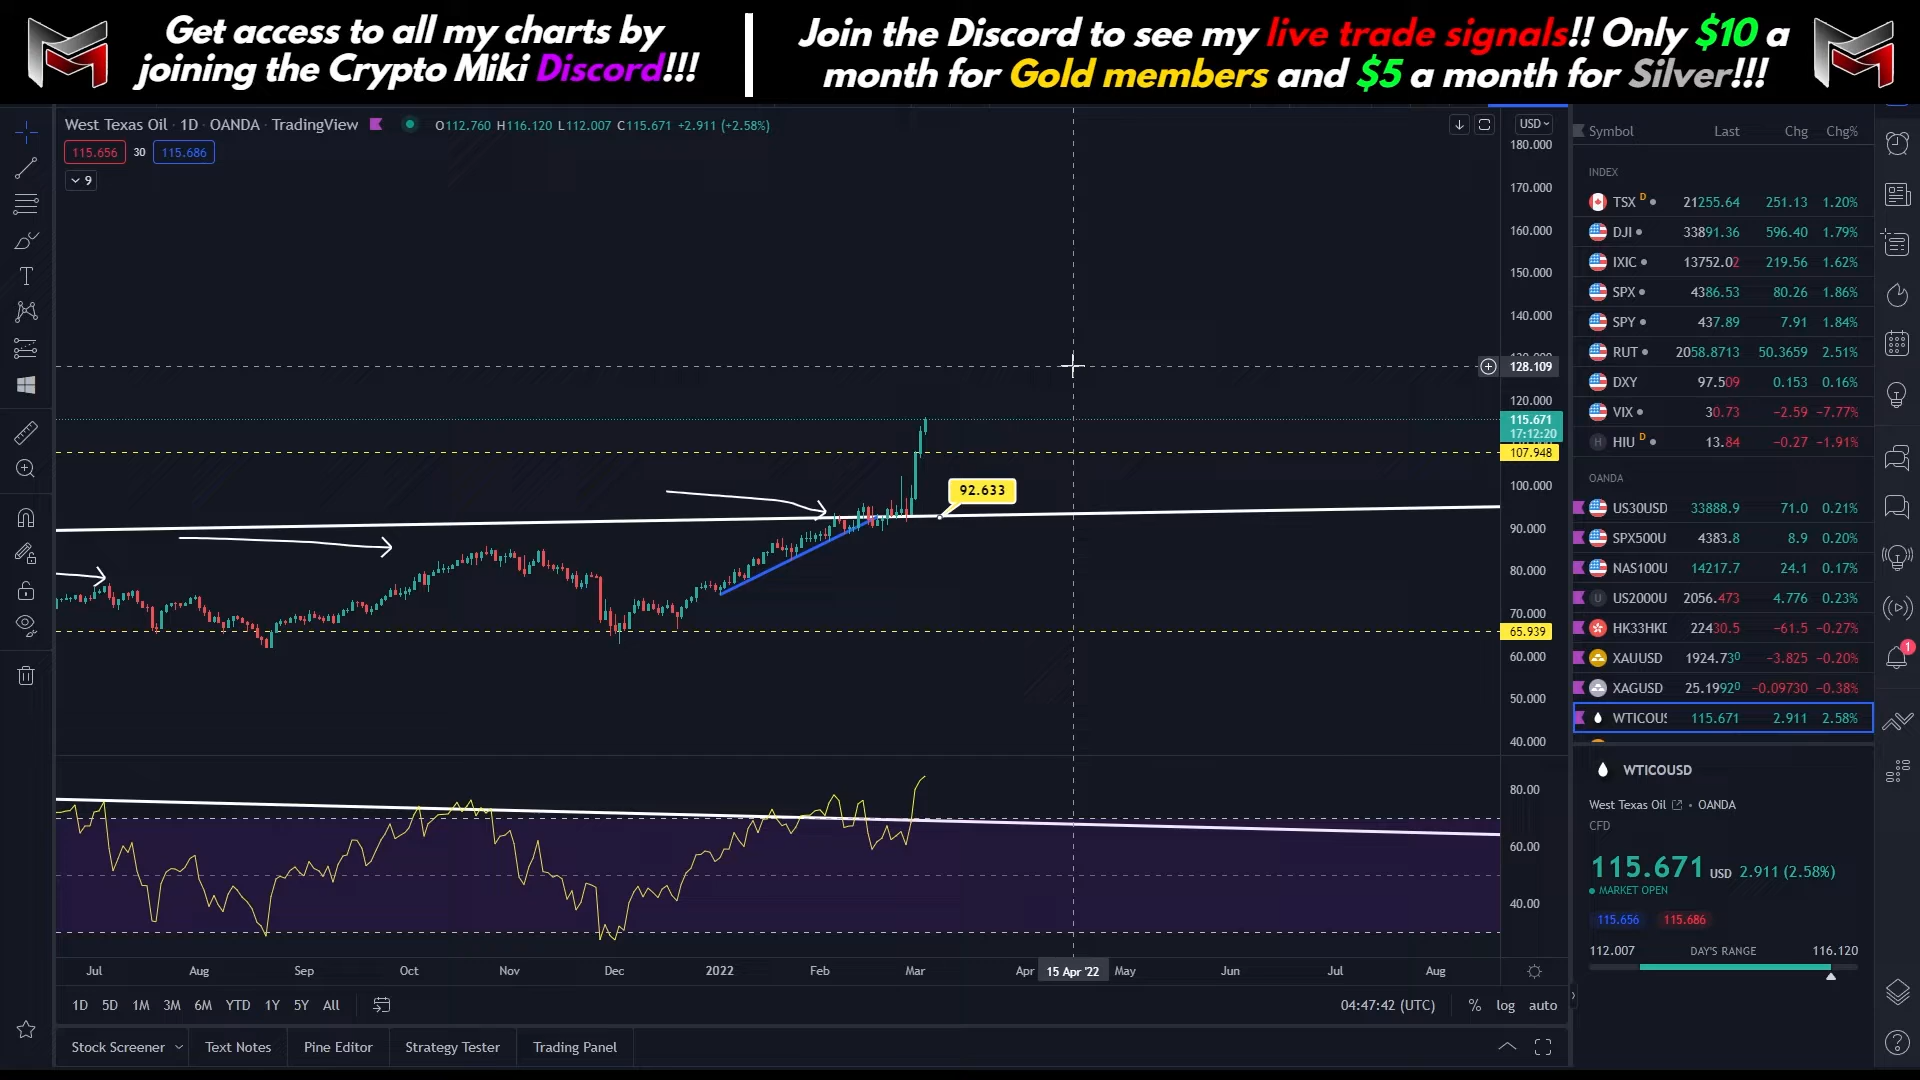 Get access to all my charts by
joining the Crypto Miki Discord!!!
Join the Discord to see my live trade signals!! Only $10 a
month for Gold members and $5 a month for Silver!!!
West Texas Oil · 1D · OANDA · TradingView O112.760 H116.120 L112.007 C115.671 +2.911 (+2.58%)
115.656 30 115.686
9
USD
180.000
170.000
160.000
150.000
140.000
128.109
120.000
115.671
17:12:20
107.948
100.000
92.633
90.000
80.000
70.000
65.939
60.000
50.000
40.000
80.00
60.00
40.00
Jul Aug Sep Oct Nov Dec 2022 Feb Mar Apr 15 Apr '22 May Jun Jul Aug
1D 5D 1M 3M 6M YTD 1Y 5Y All 04:47:42 (UTC) % log auto
Stock Screener Text Notes Pine Editor Strategy Tester Trading Panel
Symbol Last Chg Chg%
INDEX
TSX D 21255.64 251.13 1.20%
DJI 33891.36 596.40 1.79%
IXIC 13752.02 219.56 1.62%
SPX 4386.53 80.26 1.86%
SPY 437.89 7.91 1.84%
RUT 2058.8713 50.3659 2.51%
DXY 97.509 0.153 0.16%
VIX 30.73 −2.59 −7.77%
H HIU D 13.84 −0.27 −1.91%
OANDA
US30USD 33888.9 71.0 0.21%
SPX500U 4383.8 8.9 0.20%
NAS100U 14217.7 24.1 0.17%
U US2000U 2056.473 4.776 0.23%
HK33HKD 22430.5 −61.5 −0.27%
XAUUSD 1924.730 −3.825 −0.20%
XAGUSD 25.19920 −0.09730 −0.38%
WTICOUS 115.671 2.911 2.58%
WTICOUSD
West Texas Oil • OANDA
CFD
115.671 USD 2.911 (2.58%)
MARKET OPEN
115.656 115.686
112.007 DAY'S RANGE 116.120
1